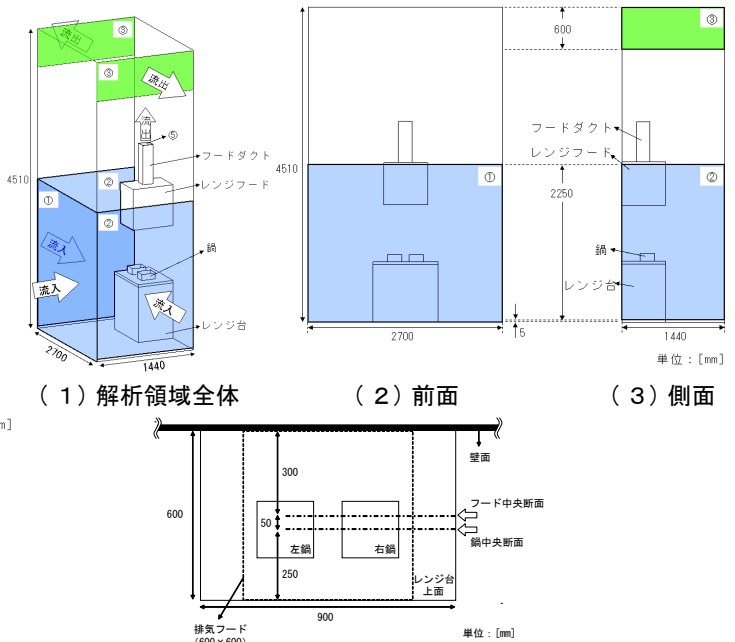 ③
流出
③
流出
流出
⑤
フードダクト
②
レンジフード
4510
①
②
流入
鍋
流入
流入
レンジ台
2700
1440
(1)解析領域全体
4510
①
2700
5
(2)前面
③
600
フードダクト
レンジフード
②
2250
鍋
レンジ台
1440
単位:[mm]
(3)側面
m]
壁面
300
フード中央断面
600
50
鍋中央断面
左鍋
右鍋
250
レンジ台
上面
900
排気フード
(600×600)
単位:[mm]